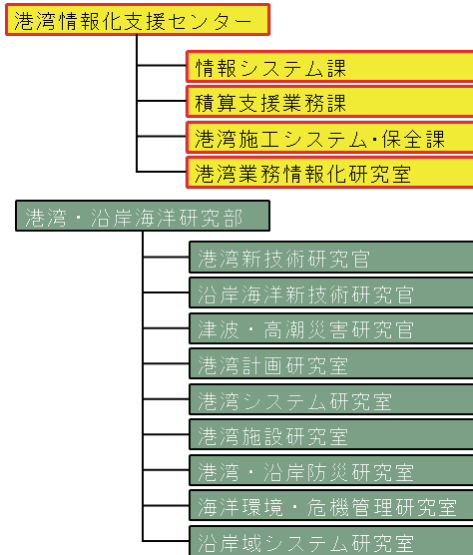 港湾情報化支援センター
情報システム課
積算支援業務課
港湾施工システム・保全課
港湾業務情報化研究室
港湾・沿岸海洋研究部
港湾新技術研究官
沿岸海洋新技術研究官
津波・高潮災害研究官
港湾計画研究室
港湾システム研究室
港湾施設研究室
港湾・沿岸防災研究室
海洋環境・危機管理研究室
沿岸域システム研究室